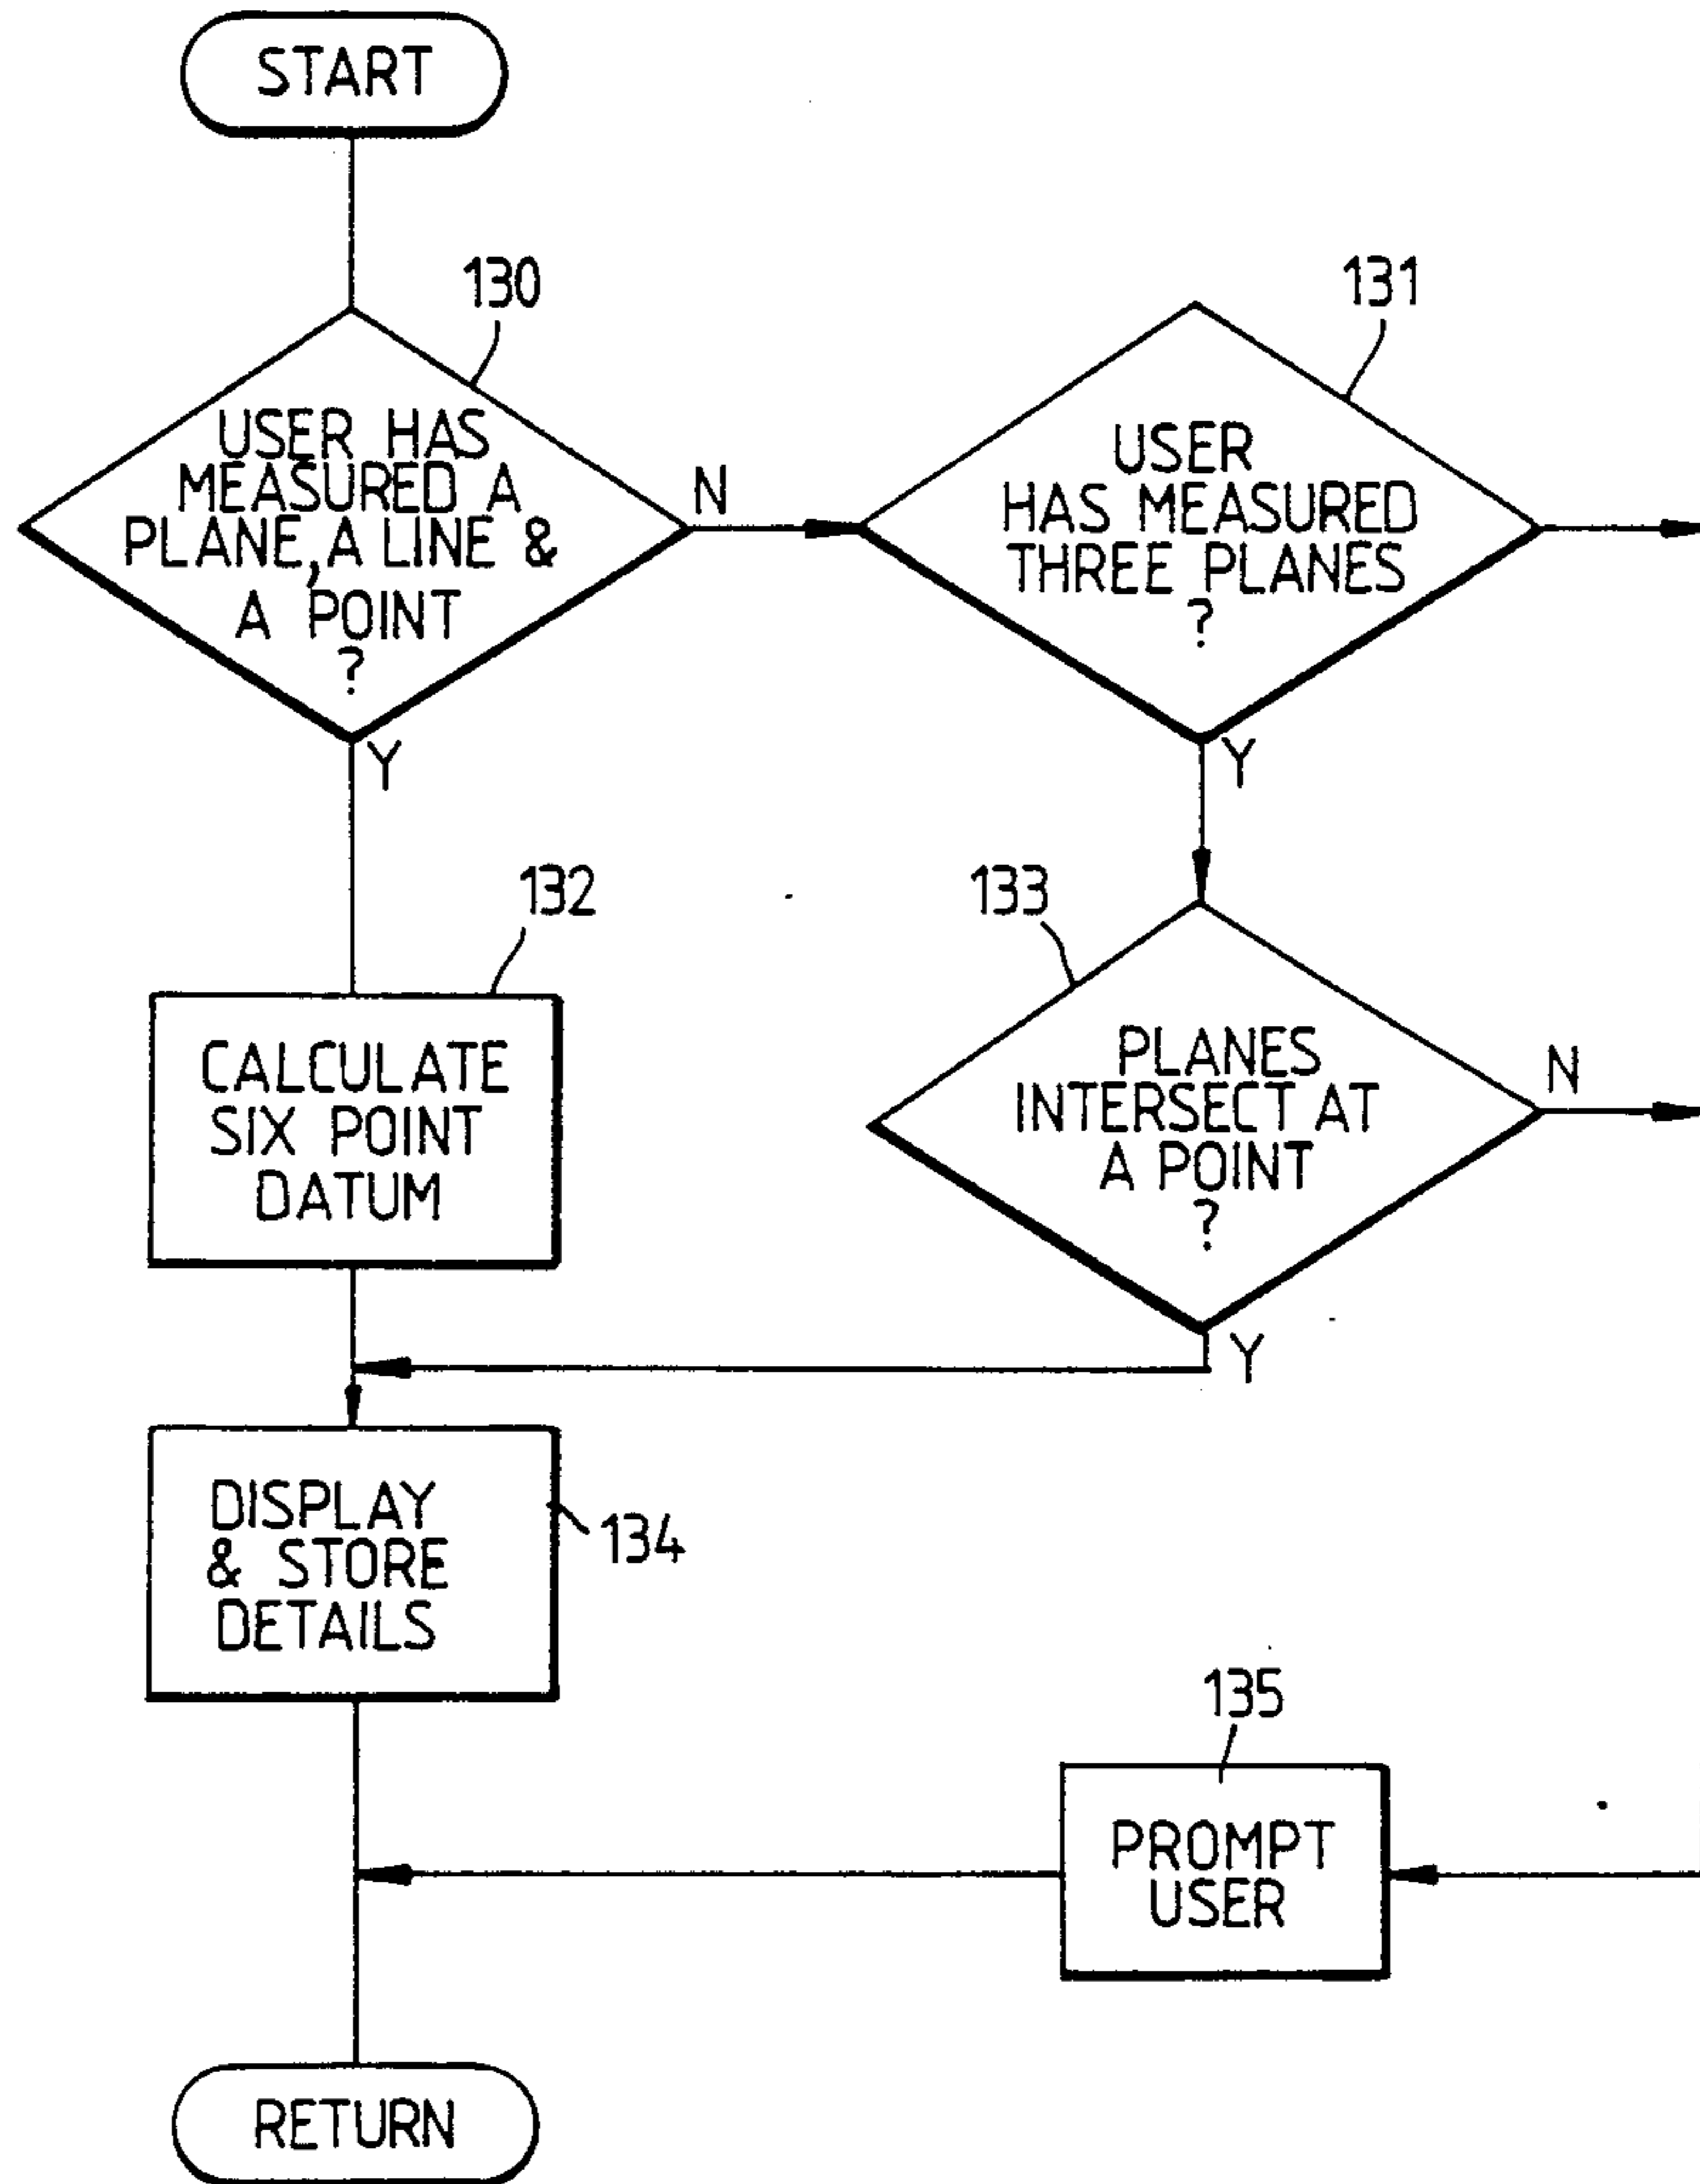 START
130
USER HAS
MEASURED A
PLANE, A LINE &
A POINT
?
N
Y
131
USER
HAS MEASURED
THREE PLANES
?
Y
132
CALCULATE
SIX POINT
DATUM
133
PLANES
INTERSECT AT
A POINT
?
N
Y
DISPLAY
& STORE
DETAILS
134
135
PROMPT
USER
RETURN